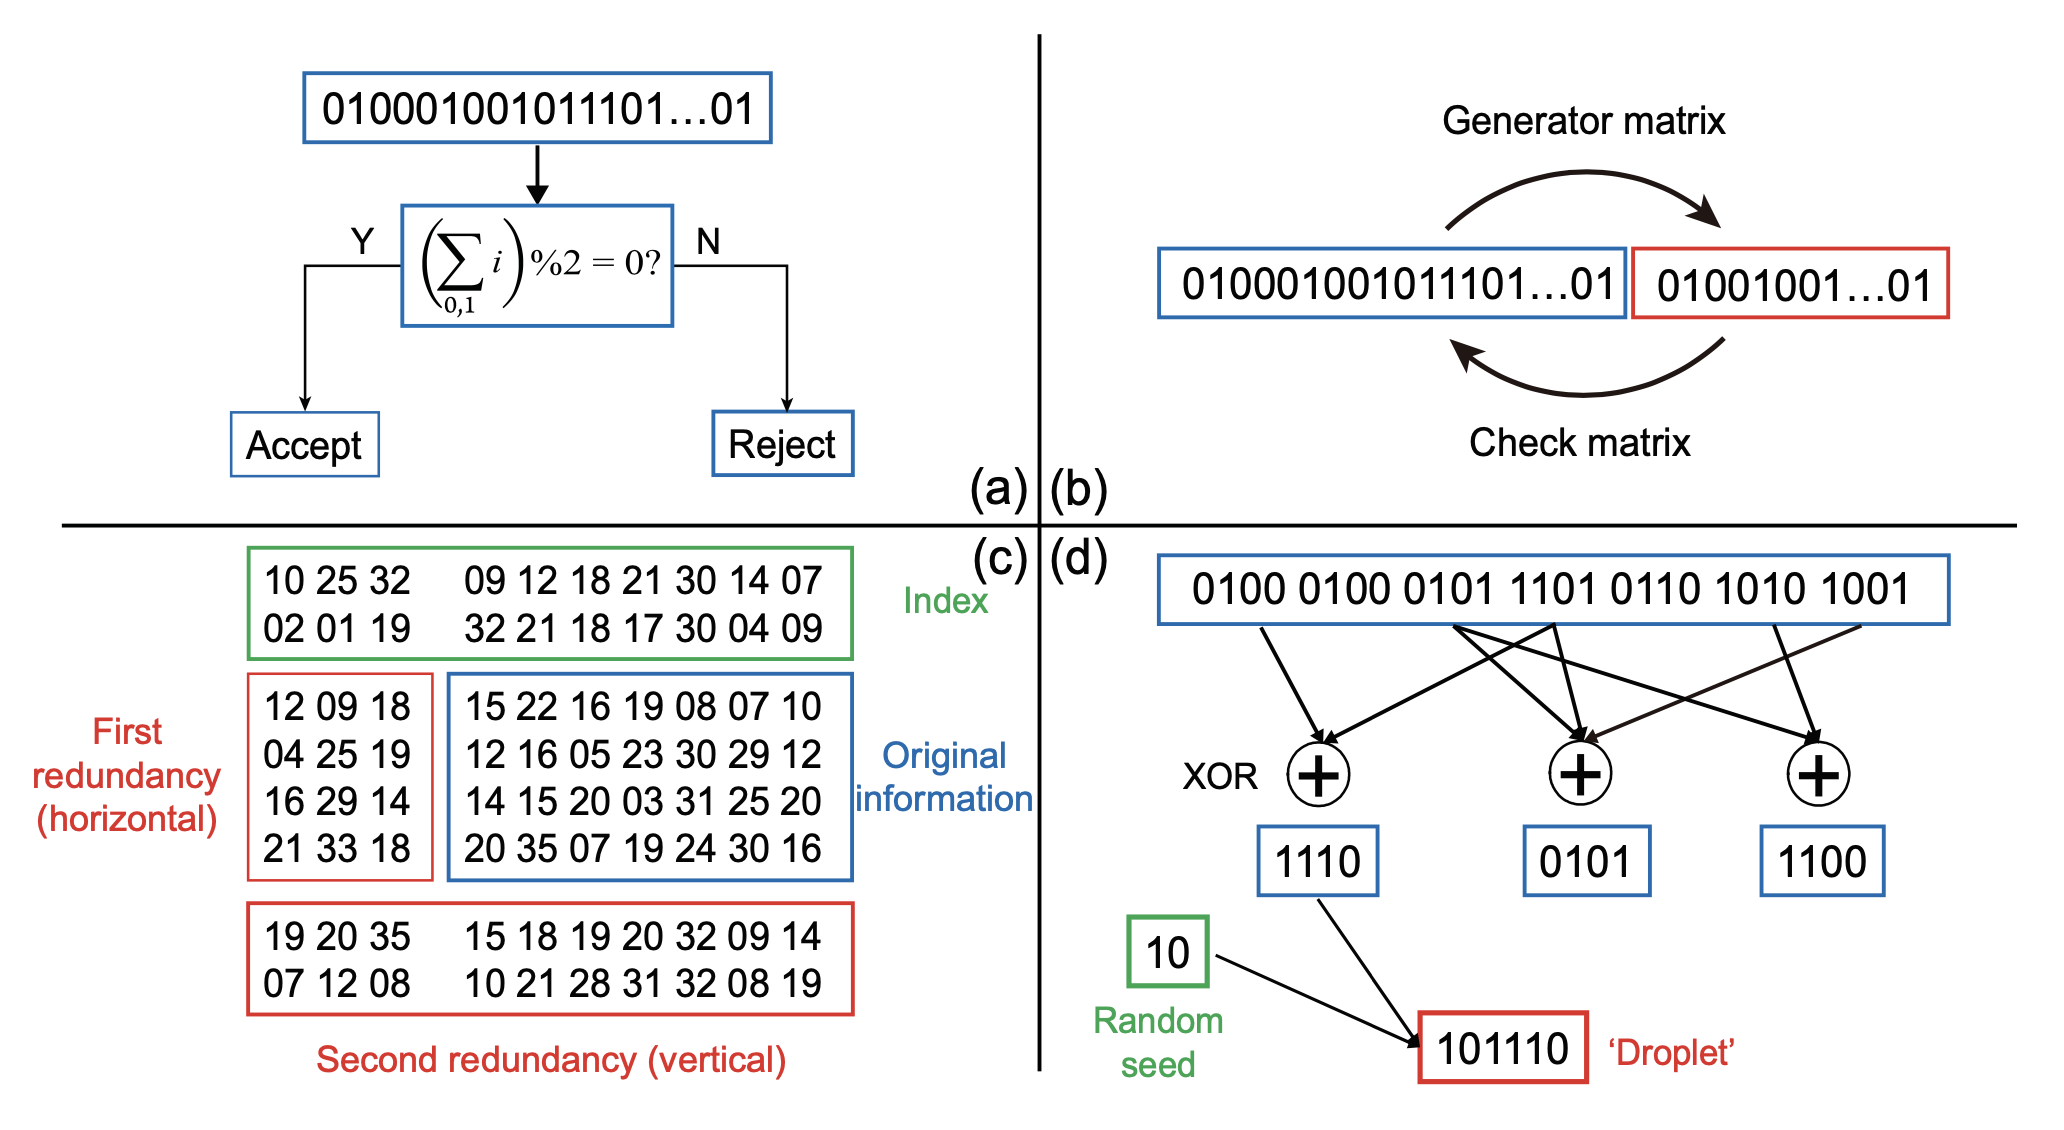 010001001011101...01
(∑ i)%2 = 0?
0,1
Y
N
Accept
Reject
(a)
(b)
Generator matrix
010001001011101...01
01001001...01
Check matrix
(c)
10 25 32 09 12 18 21 30 14 07
02 01 19 32 21 18 17 30 04 09
Index
First
redundancy
(horizontal)
12 09 18
04 25 19
16 29 14
21 33 18
15 22 16 19 08 07 10
12 16 05 23 30 29 12
14 15 20 03 31 25 20
20 35 07 19 24 30 16
Original
information
19 20 35 15 18 19 20 32 09 14
07 12 08 10 21 28 31 32 08 19
Second redundancy (vertical)
(d)
0100 0100 0101 1101 0110 1010 1001
XOR
+ + +
1110
0101
1100
10
Random
seed
101110
‘Droplet’